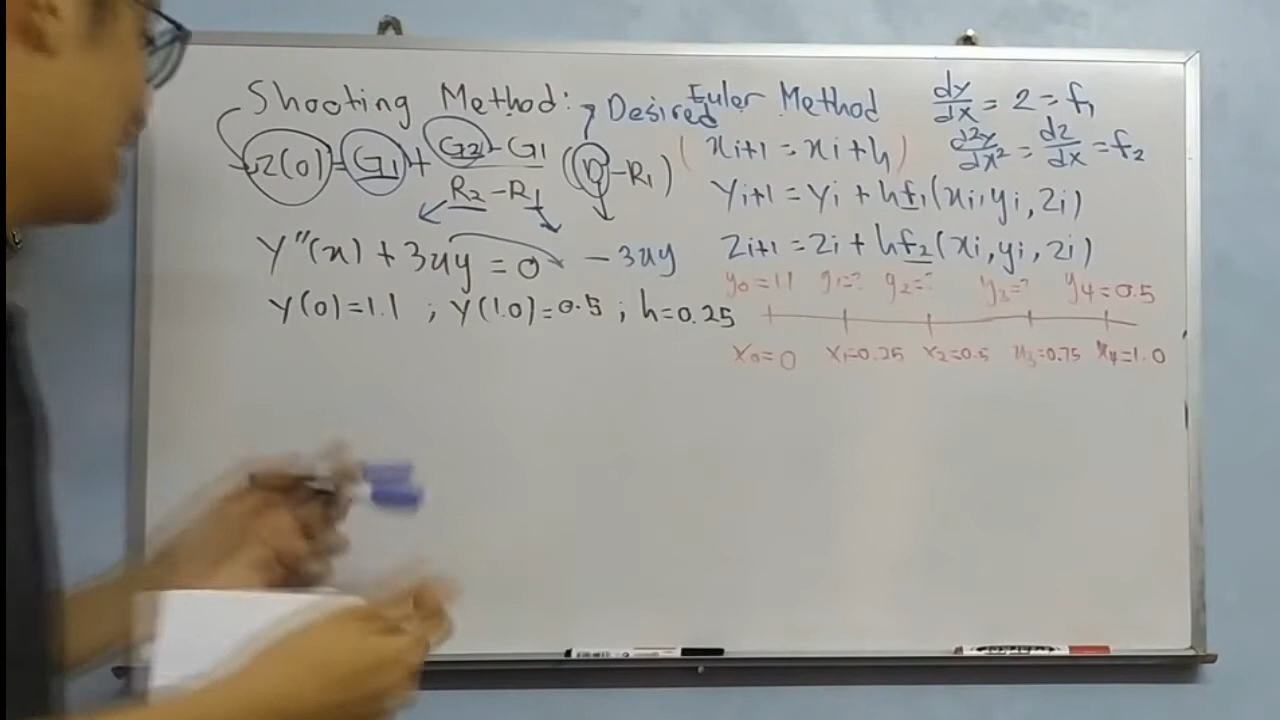 Shooting Method: Desired
z(0) = G1 + (G2 - G1)/(R2 - R1) (D - R1)
y''(x) + 3xy = 0 - 3xy
y(0)=1.1 ; y(1.0)=0.5 ; h=0.25
Euler Method
(xi+1 = xi + h)
yi+1 = yi + hf1(xi, yi, zi)
zi+1 = zi + hf2(xi, yi, zi)
dy/dx = z = f1
d²y/dx² = dz/dx = f2
y0=1.1 y1=? y2=? y3=? y4=0.5
x0=0 x1=0.25 x2=0.5 x3=0.75 x4=1.0